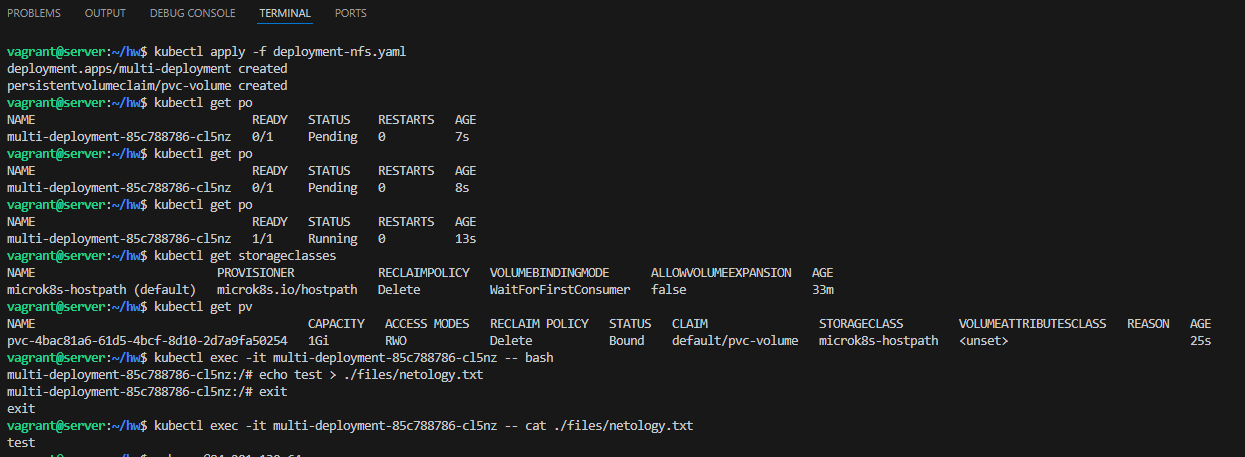 PROBLEMS OUTPUT DEBUG CONSOLE TERMINAL PORTS
vagrant@server:~/hw$ kubectl apply -f deployment-nfs.yaml
deployment.apps/multi-deployment created
persistentvolumeclaim/pvc-volume created
vagrant@server:~/hw$ kubectl get po
NAME READY STATUS RESTARTS AGE
multi-deployment-85c788786-cl5nz 0/1 Pending 0 7s
vagrant@server:~/hw$ kubectl get po
NAME READY STATUS RESTARTS AGE
multi-deployment-85c788786-cl5nz 0/1 Pending 0 8s
vagrant@server:~/hw$ kubectl get po
NAME READY STATUS RESTARTS AGE
multi-deployment-85c788786-cl5nz 1/1 Running 0 13s
vagrant@server:~/hw$ kubectl get storageclasses
NAME PROVISIONER RECLAIMPOLICY VOLUMEBINDINGMODE ALLOWVOLUMEEXPANSION AGE
microk8s-hostpath (default) microk8s.io/hostpath Delete WaitForFirstConsumer false 33m
vagrant@server:~/hw$ kubectl get pv
NAME CAPACITY ACCESS MODES RECLAIM POLICY STATUS CLAIM STORAGECLASS VOLUMEATTRIBUTESCLASS REASON AGE
pvc-4bac81a6-61d5-4bcf-8d10-2d7a9fa50254 1Gi RWO Delete Bound default/pvc-volume microk8s-hostpath <unset> 25s
vagrant@server:~/hw$ kubectl exec -it multi-deployment-85c788786-cl5nz -- bash
multi-deployment-85c788786-cl5nz:/# echo test > ./files/netology.txt
multi-deployment-85c788786-cl5nz:/# exit
exit
vagrant@server:~/hw$ kubectl exec -it multi-deployment-85c788786-cl5nz -- cat ./files/netology.txt
test